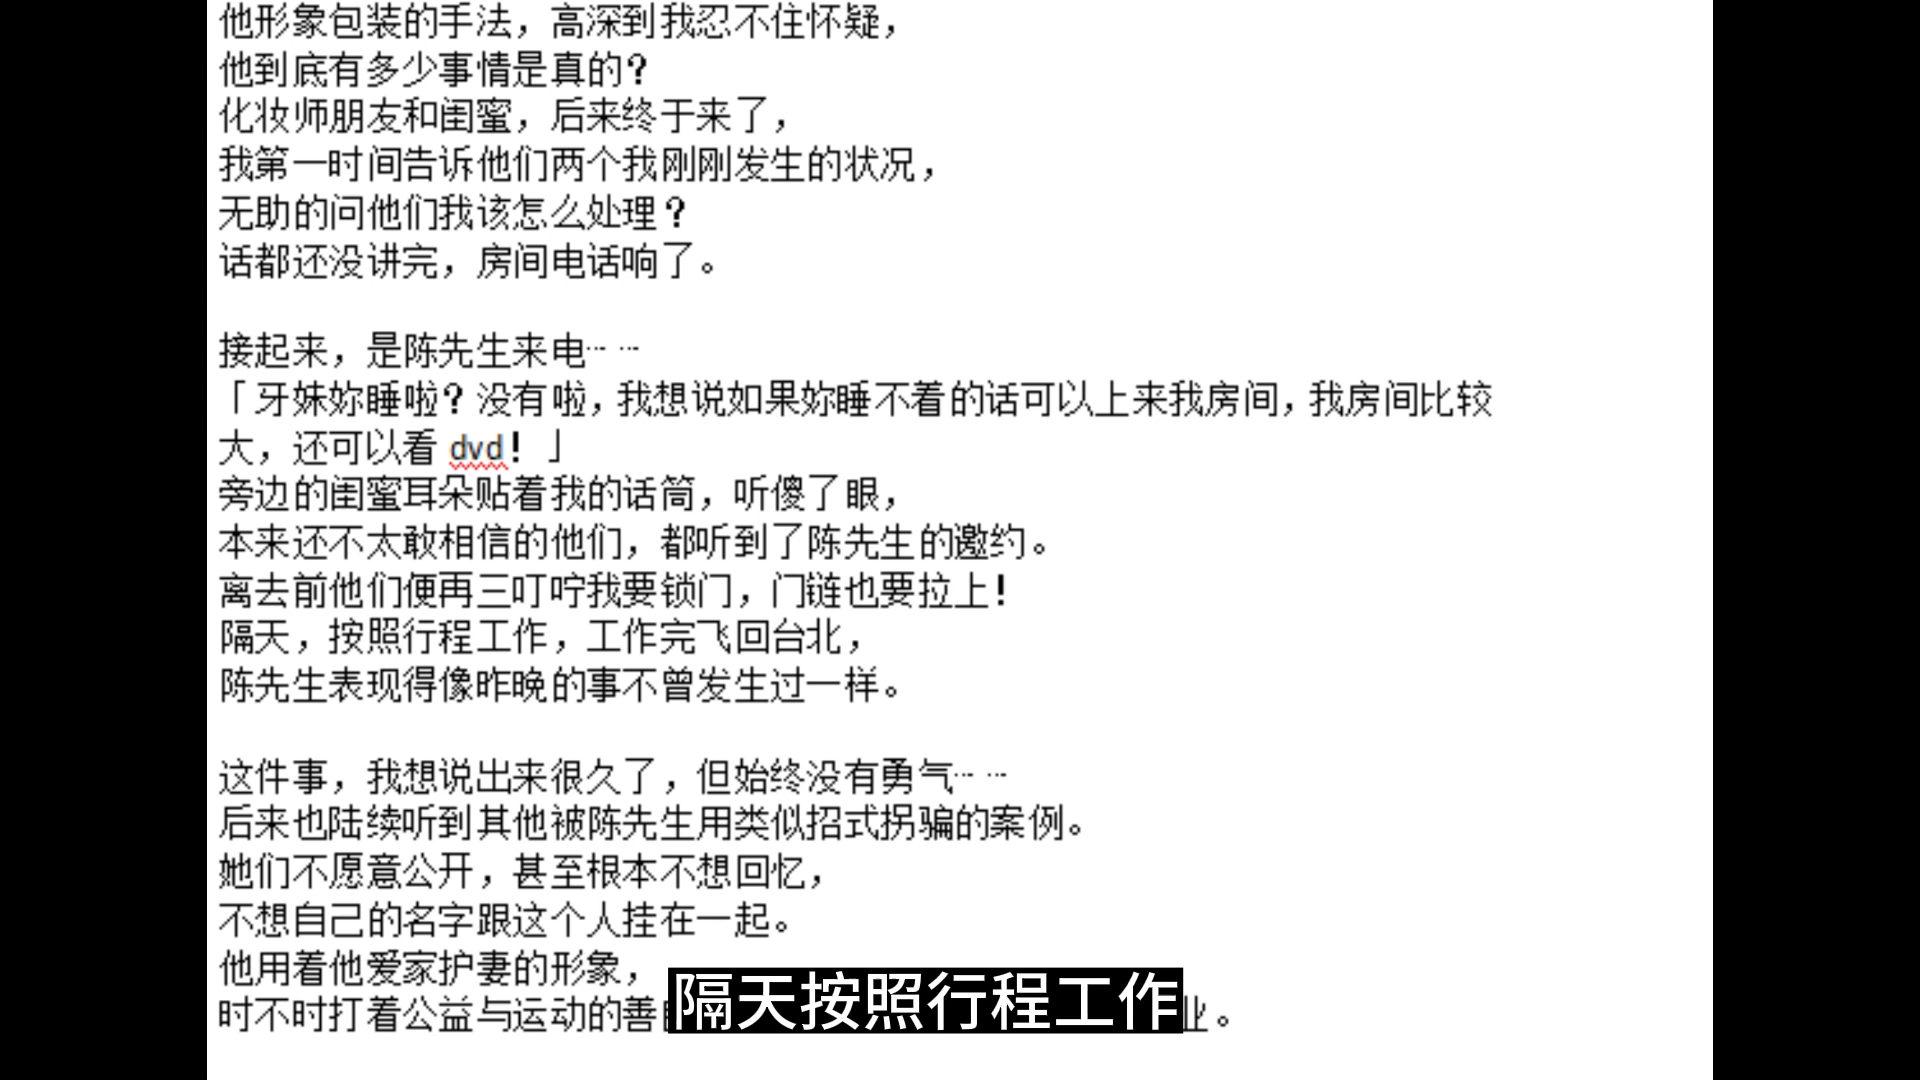 他形象包装的手法，高深到我忍不住怀疑，
他到底有多少事情是真的？
化妆师朋友和闺蜜，后来终于来了，
我第一时间告诉他们两个我刚刚发生的状况，
无助的问他们我该怎么处理？
话都还没讲完，房间电话响了。
接起来，是陈先生来电……
「牙妹妳睡啦？没有啦，我想说如果妳睡不着的话可以上来我房间，我房间比较
大，还可以看 dvd！」
旁边的闺蜜耳朵贴着我的话筒，听傻了眼，
本来还不太敢相信的他们，都听到了陈先生的邀约。
离去前他们便再三叮咛我要锁门，门链也要拉上！
隔天，按照行程工作，工作完飞回台北，
陈先生表现得像昨晚的事不曾发生过一样。
这件事，我想说出来很久了，但始终没有勇气……
后来也陆续听到其他被陈先生用类似招式拐骗的案例。
她们不愿意公开，甚至根本不想回忆，
不想自己的名字跟这个人挂在一起。
他用着他爱家护妻的形象，
时不时打着公益与运动的善
业。
隔天按照行程工作